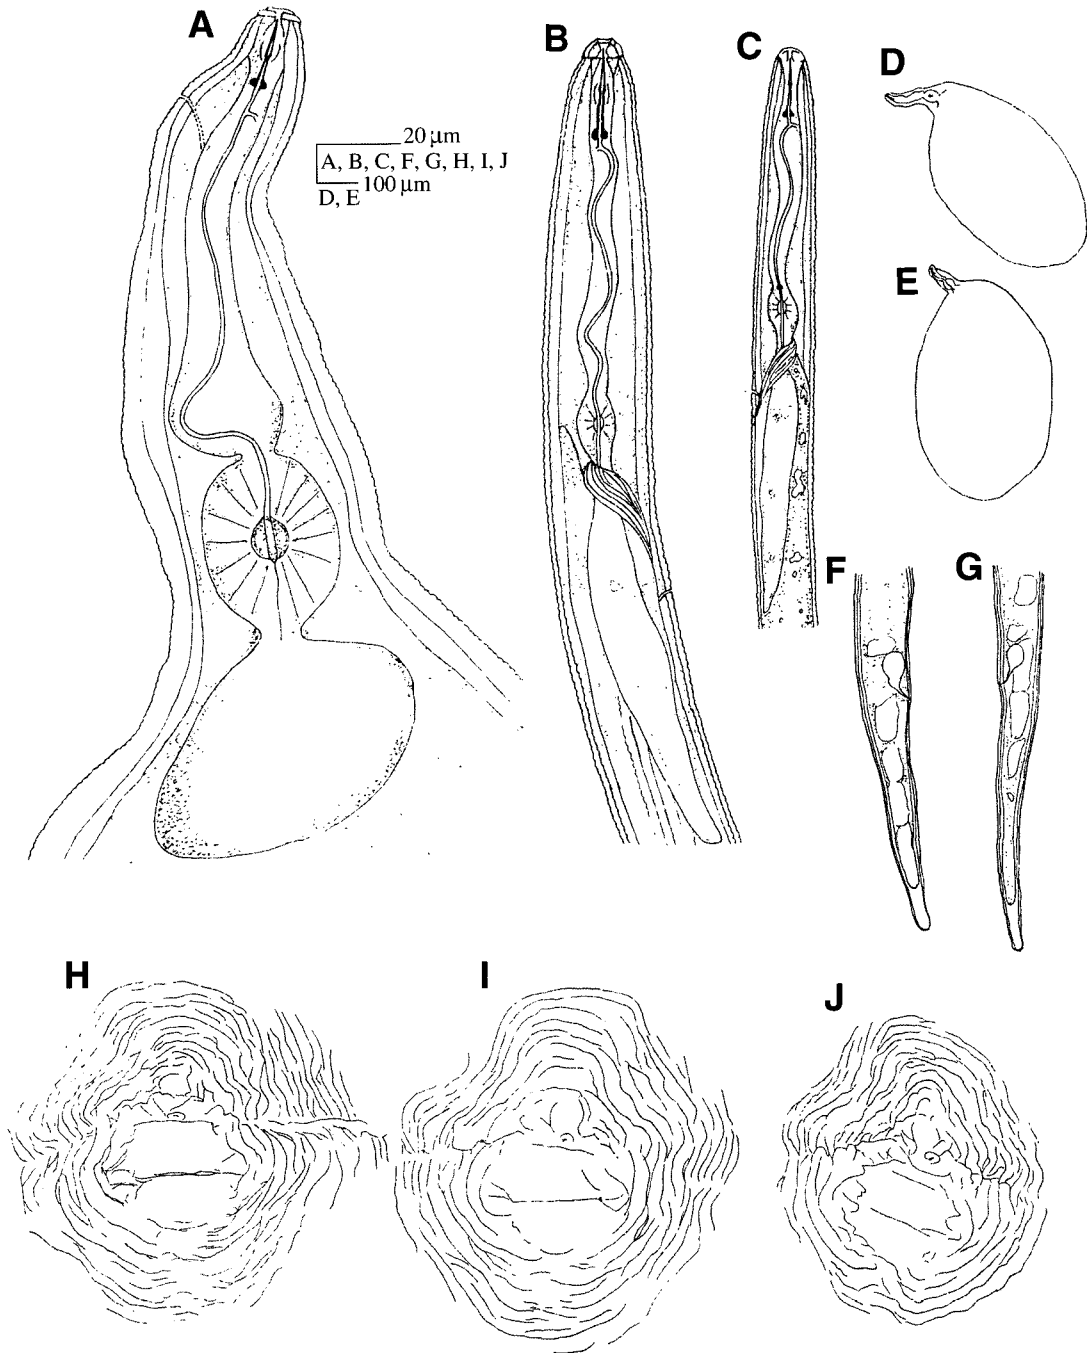 A
B
C
D
20 μm
A, B, C, F, G, H, I, J
100 μm
D, E
E
F
G
H
I
J